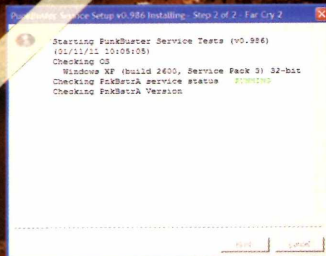 PunkBuster Service Setup v0.986 Installing - Step 2 of 2 - Far Cry 2
Starting PunkBuster Service Tests (v0.986)
(01/11/11 10:05:05)
Checking OS
Windows XP (build 2600, Service Pack 3) 32-bit
Checking PnkBstrA service status RUNNING
Checking PnkBstrA Version
Next Cancel